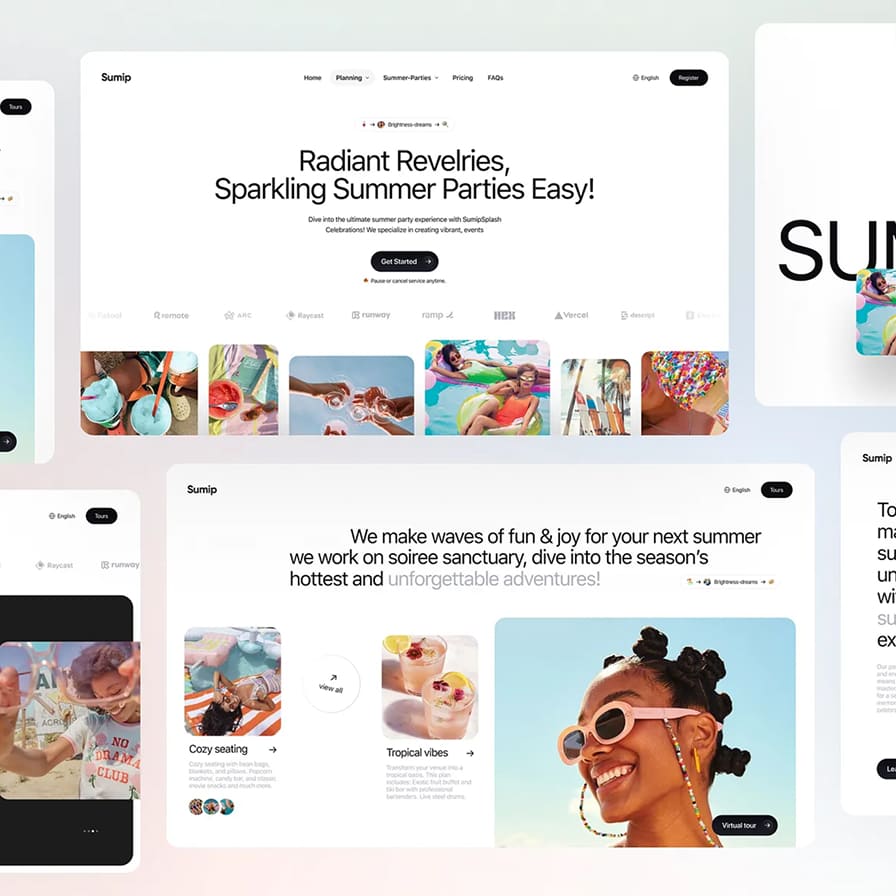 Tours
Sumip
Home
Planning
Summer-Parties
Pricing
FAQs
English
Register
Brightness-dreams
Radiant Revelries,
Sparkling Summer Parties Easy!
Dive into the ultimate summer party experience with SumipSplash
Celebrations! We specialize in creating vibrant, events
Get Started
Pause or cancel service anytime.
remote
ARC
Raycast
runway
ramp
HEX
Vercel
descript
SUM
English
Tours
Raycast
runway
NO
DRAMA
CLUB
Sumip
English
Tours
We make waves of fun & joy for your next summer
we work on soiree sanctuary, dive into the season's
hottest and unforgettable adventures!
Brightness-dreams
view all
Cozy seating
Cozy seating with bean bags,
blankets, and pillows. Popcorn
machine, candy bar, and classic
movie snacks and much more.
Tropical vibes
Transform your venue into a
tropical oasis. This plan
includes: Exotic fruit buffet and
tiki bar with professional
bartenders. Live steel drums.
Virtual tour
Sumip
To
ma
su
un
wi
su
ex